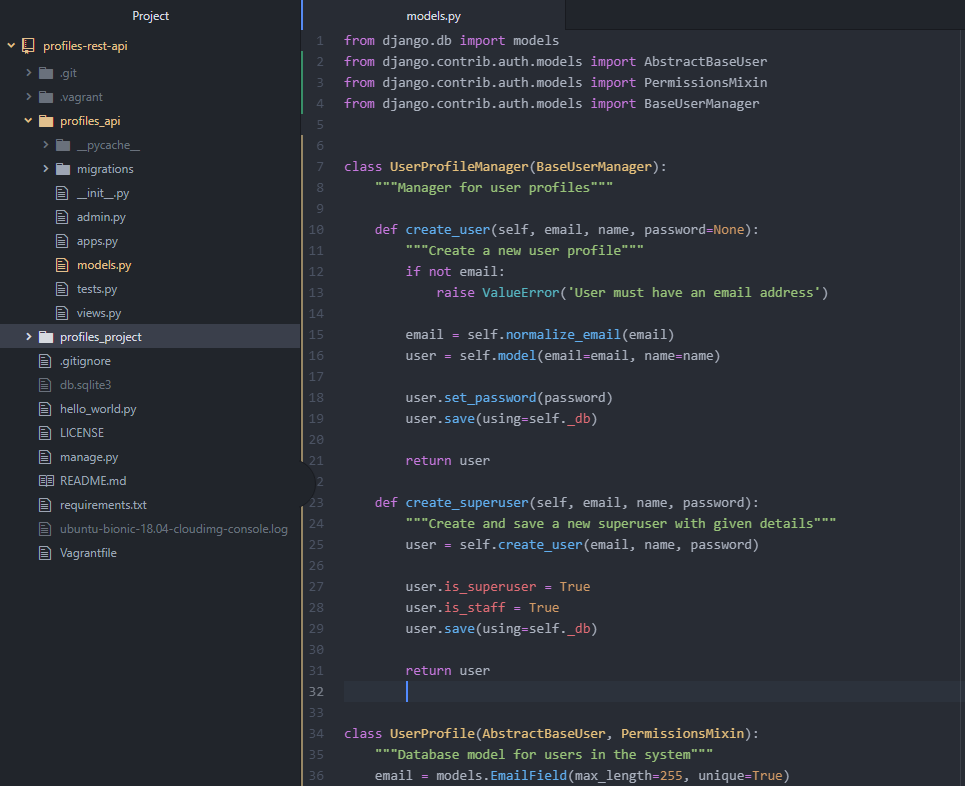 Project
profiles-rest-api
.git
.vagrant
profiles_api
__pycache__
migrations
__init__.py
admin.py
apps.py
models.py
tests.py
views.py
profiles_project
.gitignore
db.sqlite3
hello_world.py
LICENSE
manage.py
README.md
requirements.txt
ubuntu-bionic-18.04-cloudimg-console.log
Vagrantfile
models.py
1 from django.db import models
2 from django.contrib.auth.models import AbstractBaseUser
3 from django.contrib.auth.models import PermissionsMixin
4 from django.contrib.auth.models import BaseUserManager
5
6
7 class UserProfileManager(BaseUserManager):
8     """Manager for user profiles"""
9
10     def create_user(self, email, name, password=None):
11         """Create a new user profile"""
12         if not email:
13             raise ValueError('User must have an email address')
14
15         email = self.normalize_email(email)
16         user = self.model(email=email, name=name)
17
18         user.set_password(password)
19         user.save(using=self._db)
20
21         return user
2
23     def create_superuser(self, email, name, password):
24         """Create and save a new superuser with given details"""
25         user = self.create_user(email, name, password)
26
27         user.is_superuser = True
28         user.is_staff = True
29         user.save(using=self._db)
30
31         return user
32
33
34 class UserProfile(AbstractBaseUser, PermissionsMixin):
35     """Database model for users in the system"""
36     email = models.EmailField(max_length=255, unique=True)